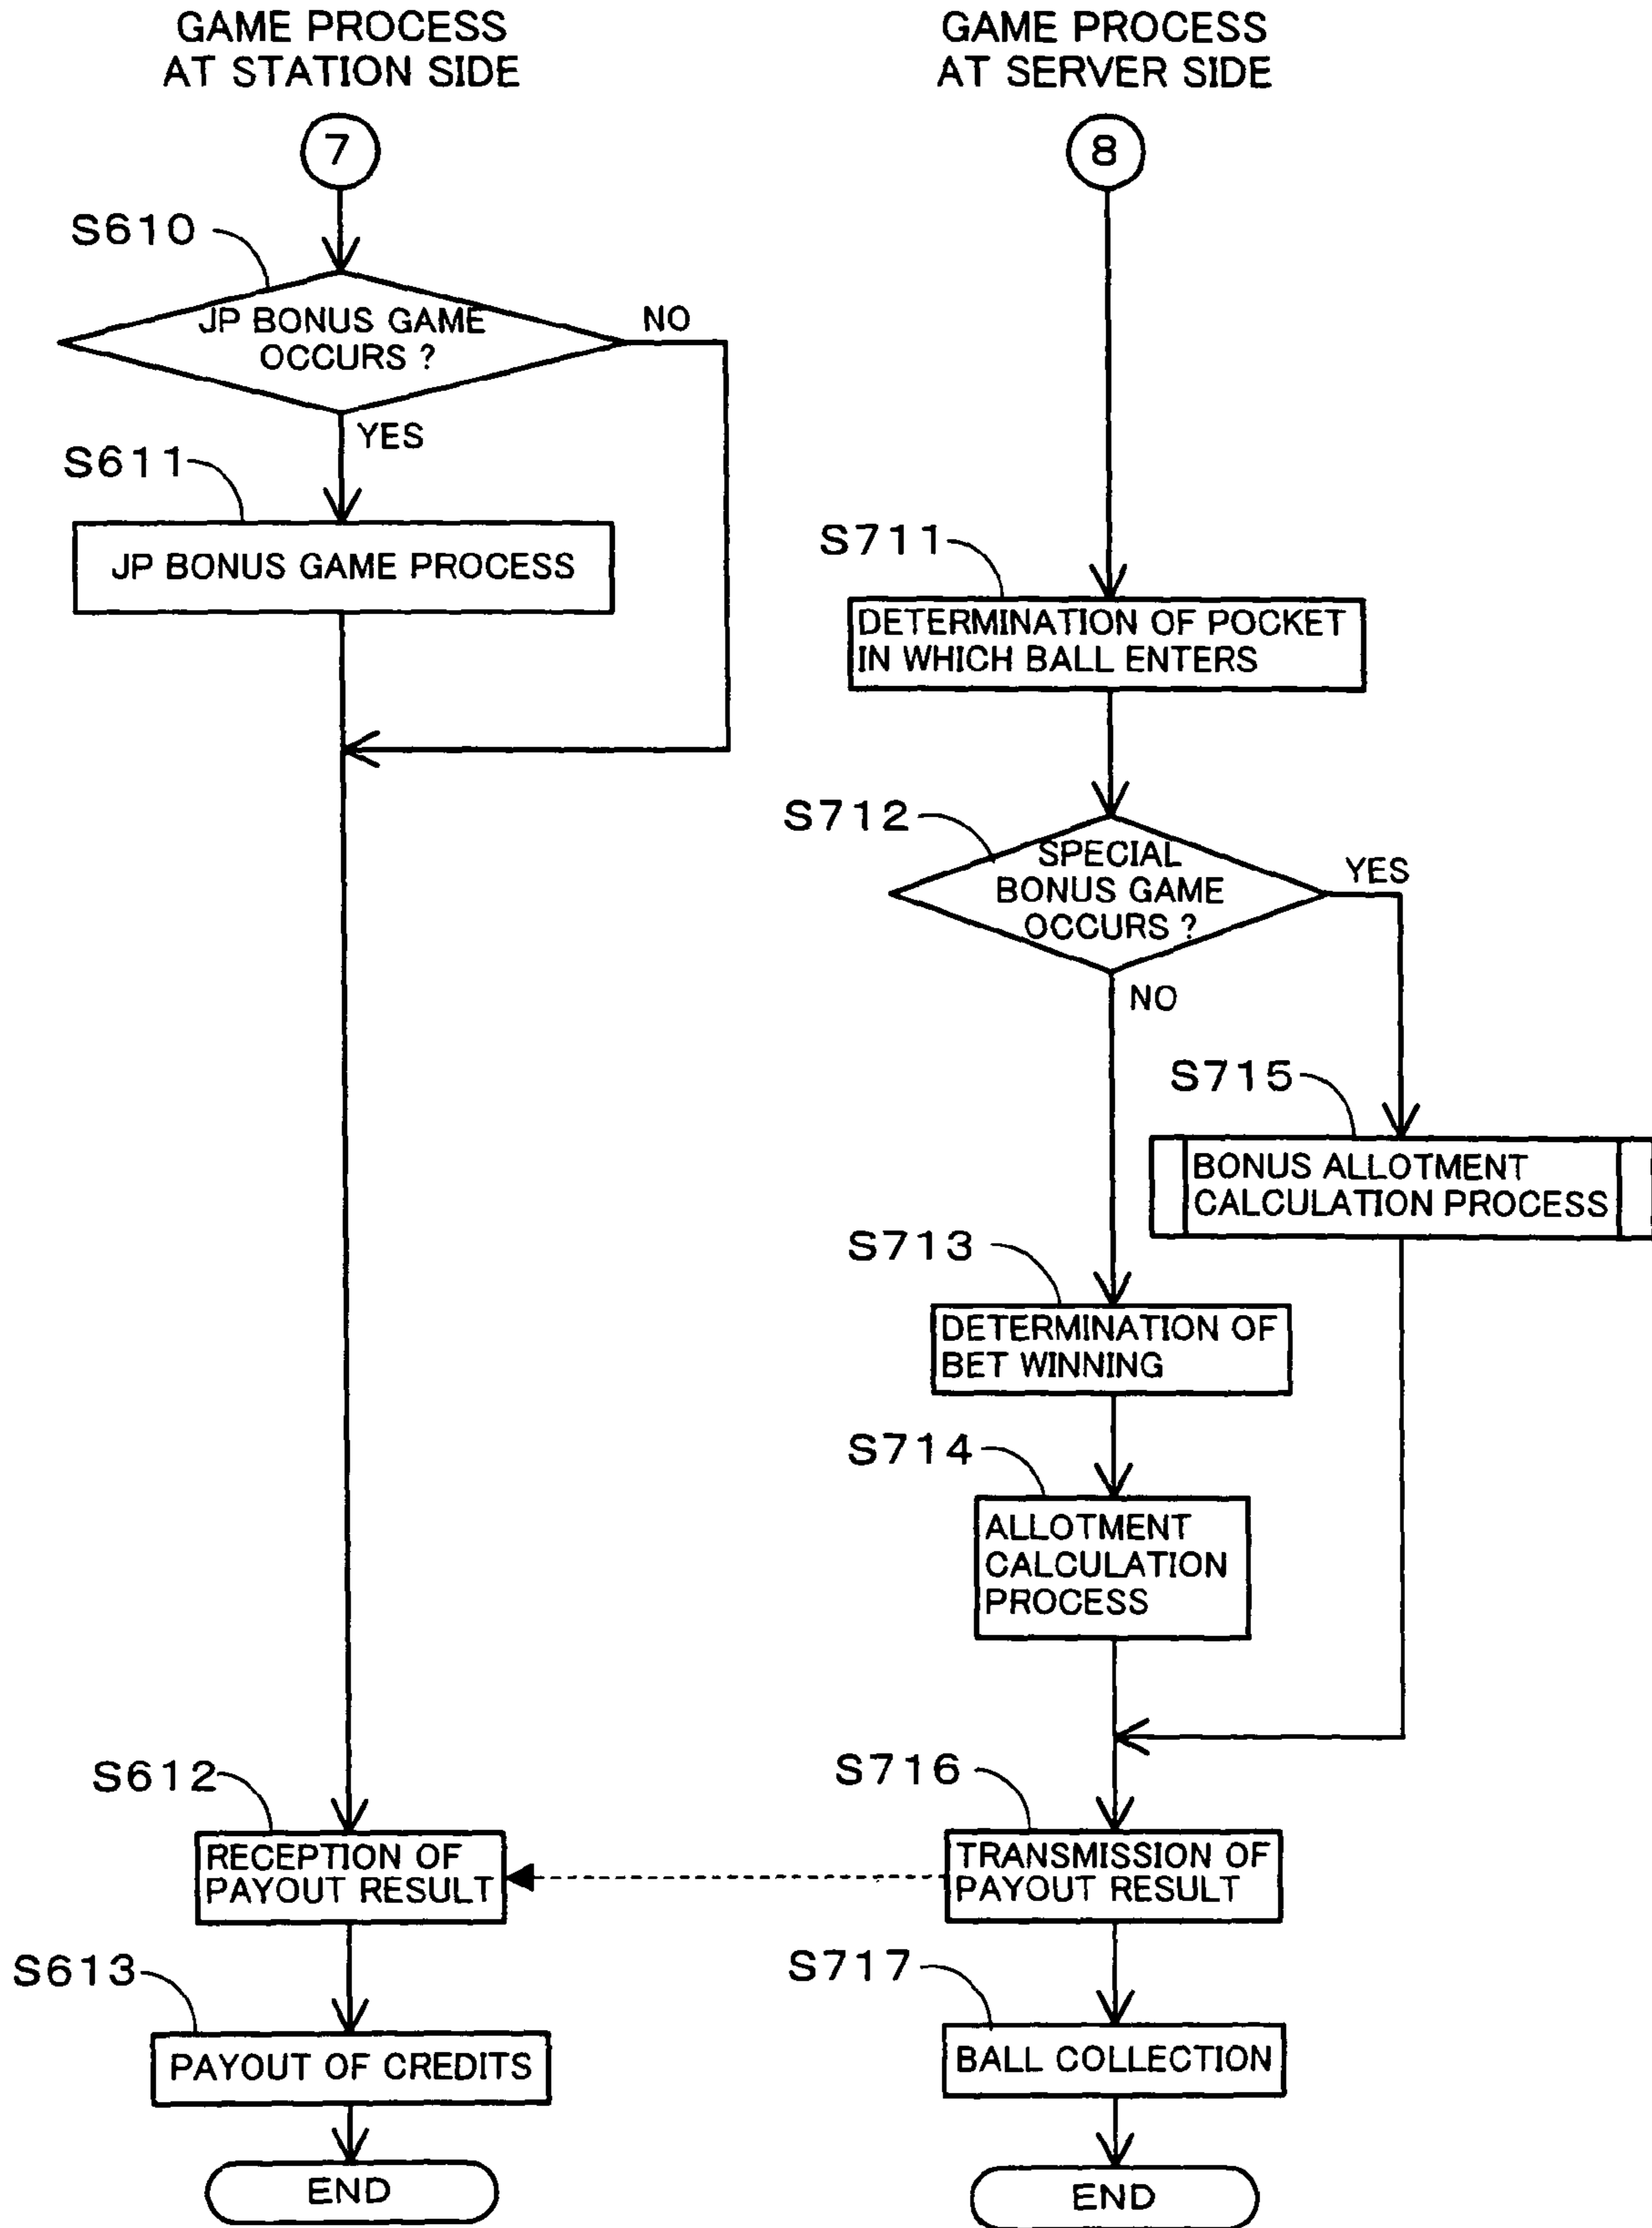 GAME PROCESS
AT STATION SIDE
7
S610
JP BONUS GAME
OCCURS ?
NO
YES
S611
JP BONUS GAME PROCESS
S612
RECEPTION OF
PAYOUT RESULT
S613
PAYOUT OF CREDITS
END
GAME PROCESS
AT SERVER SIDE
8
S711
DETERMINATION OF POCKET
IN WHICH BALL ENTERS
S712
SPECIAL
BONUS GAME
OCCURS ?
YES
NO
S715
BONUS ALLOTMENT
CALCULATION PROCESS
S713
DETERMINATION OF
BET WINNING
S714
ALLOTMENT
CALCULATION
PROCESS
S716
TRANSMISSION OF
PAYOUT RESULT
S717
BALL COLLECTION
END